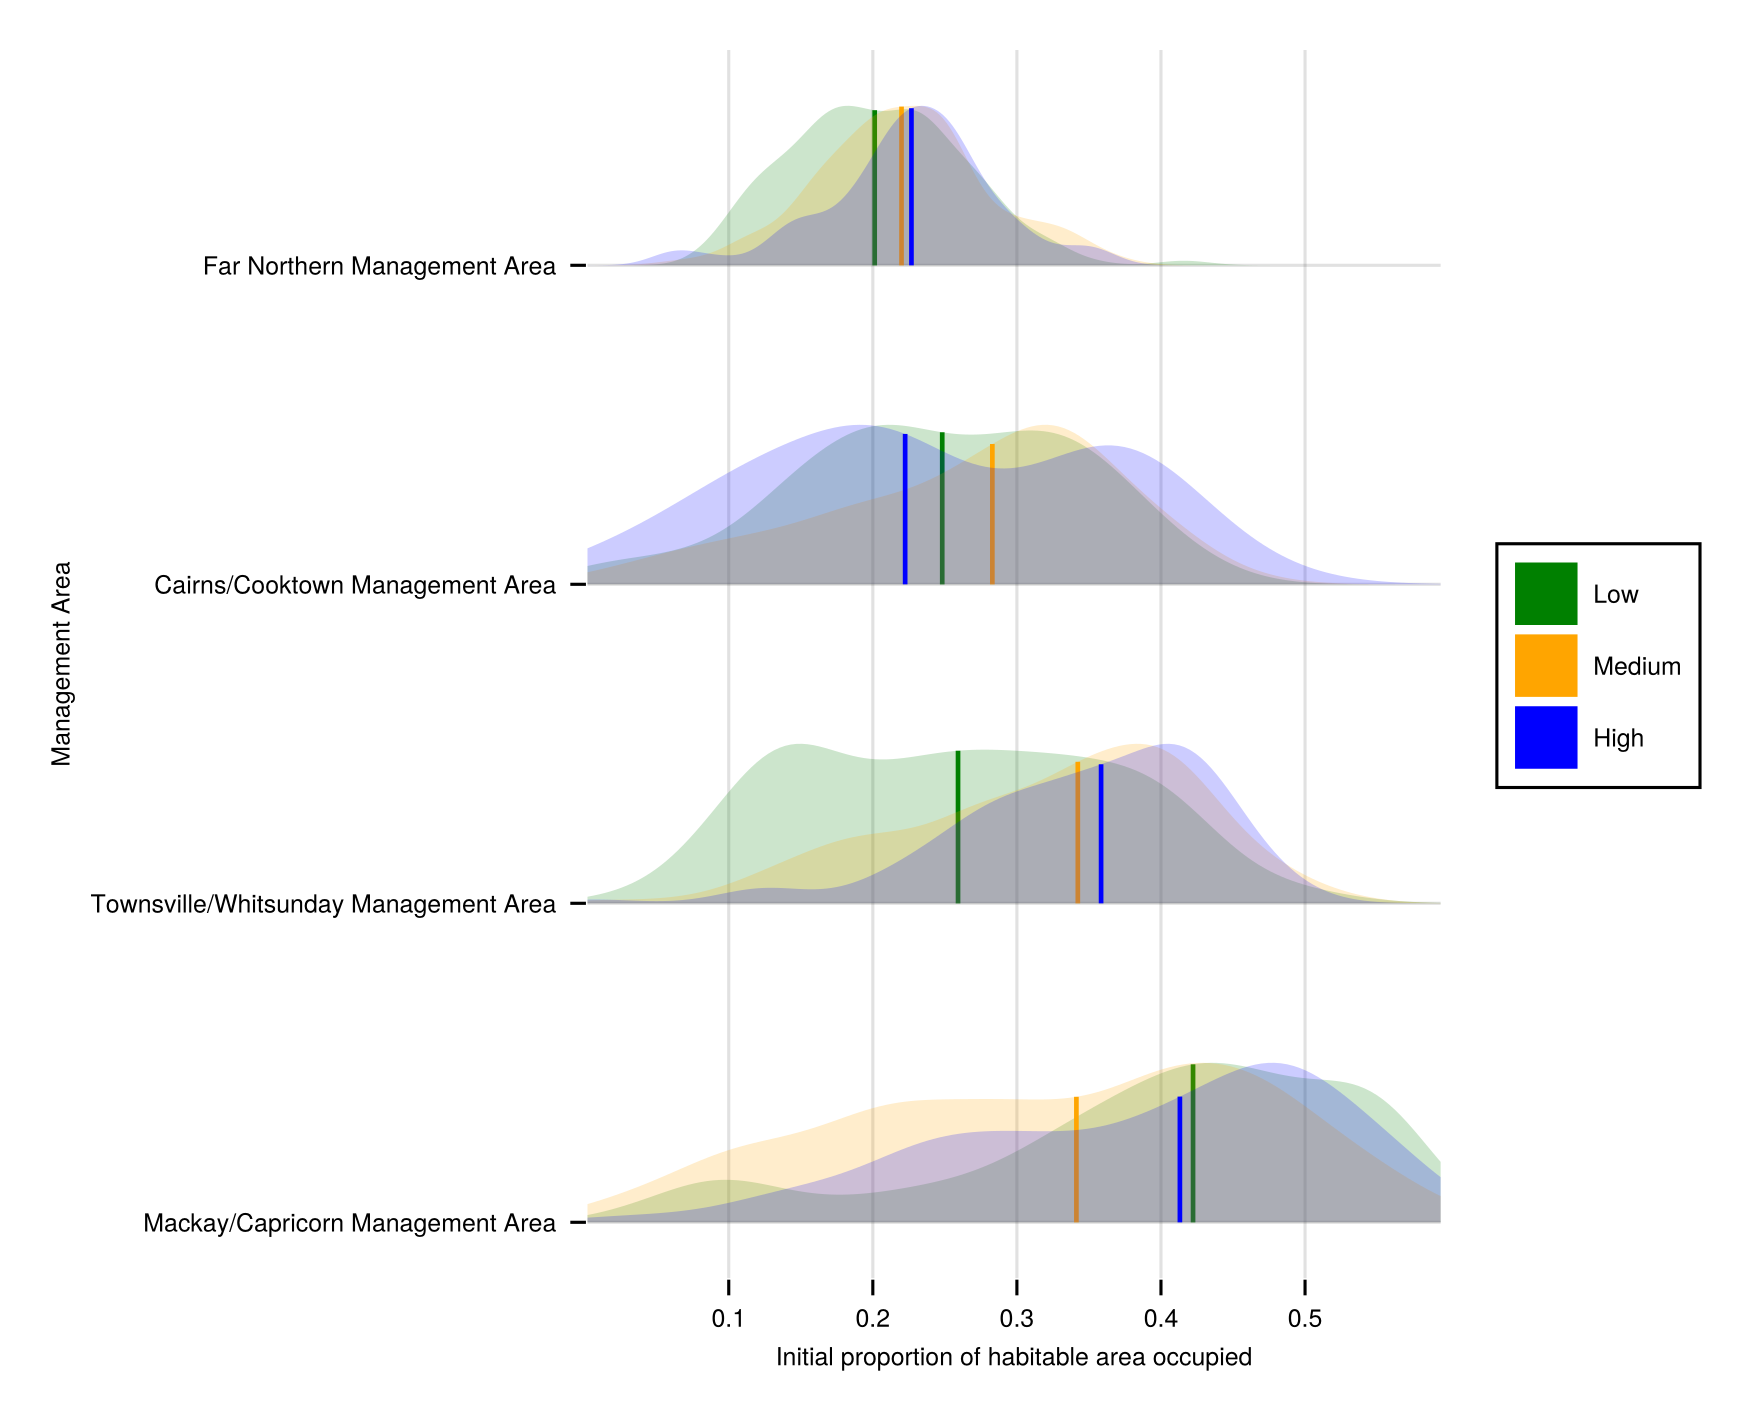 Far Northern Management Area
Cairns/Cooktown Management Area
Townsville/Whitsunday Management Area
Mackay/Capricorn Management Area
Management Area
0.1 0.2 0.3 0.4 0.5
Initial proportion of habitable area occupied
Low
Medium
High